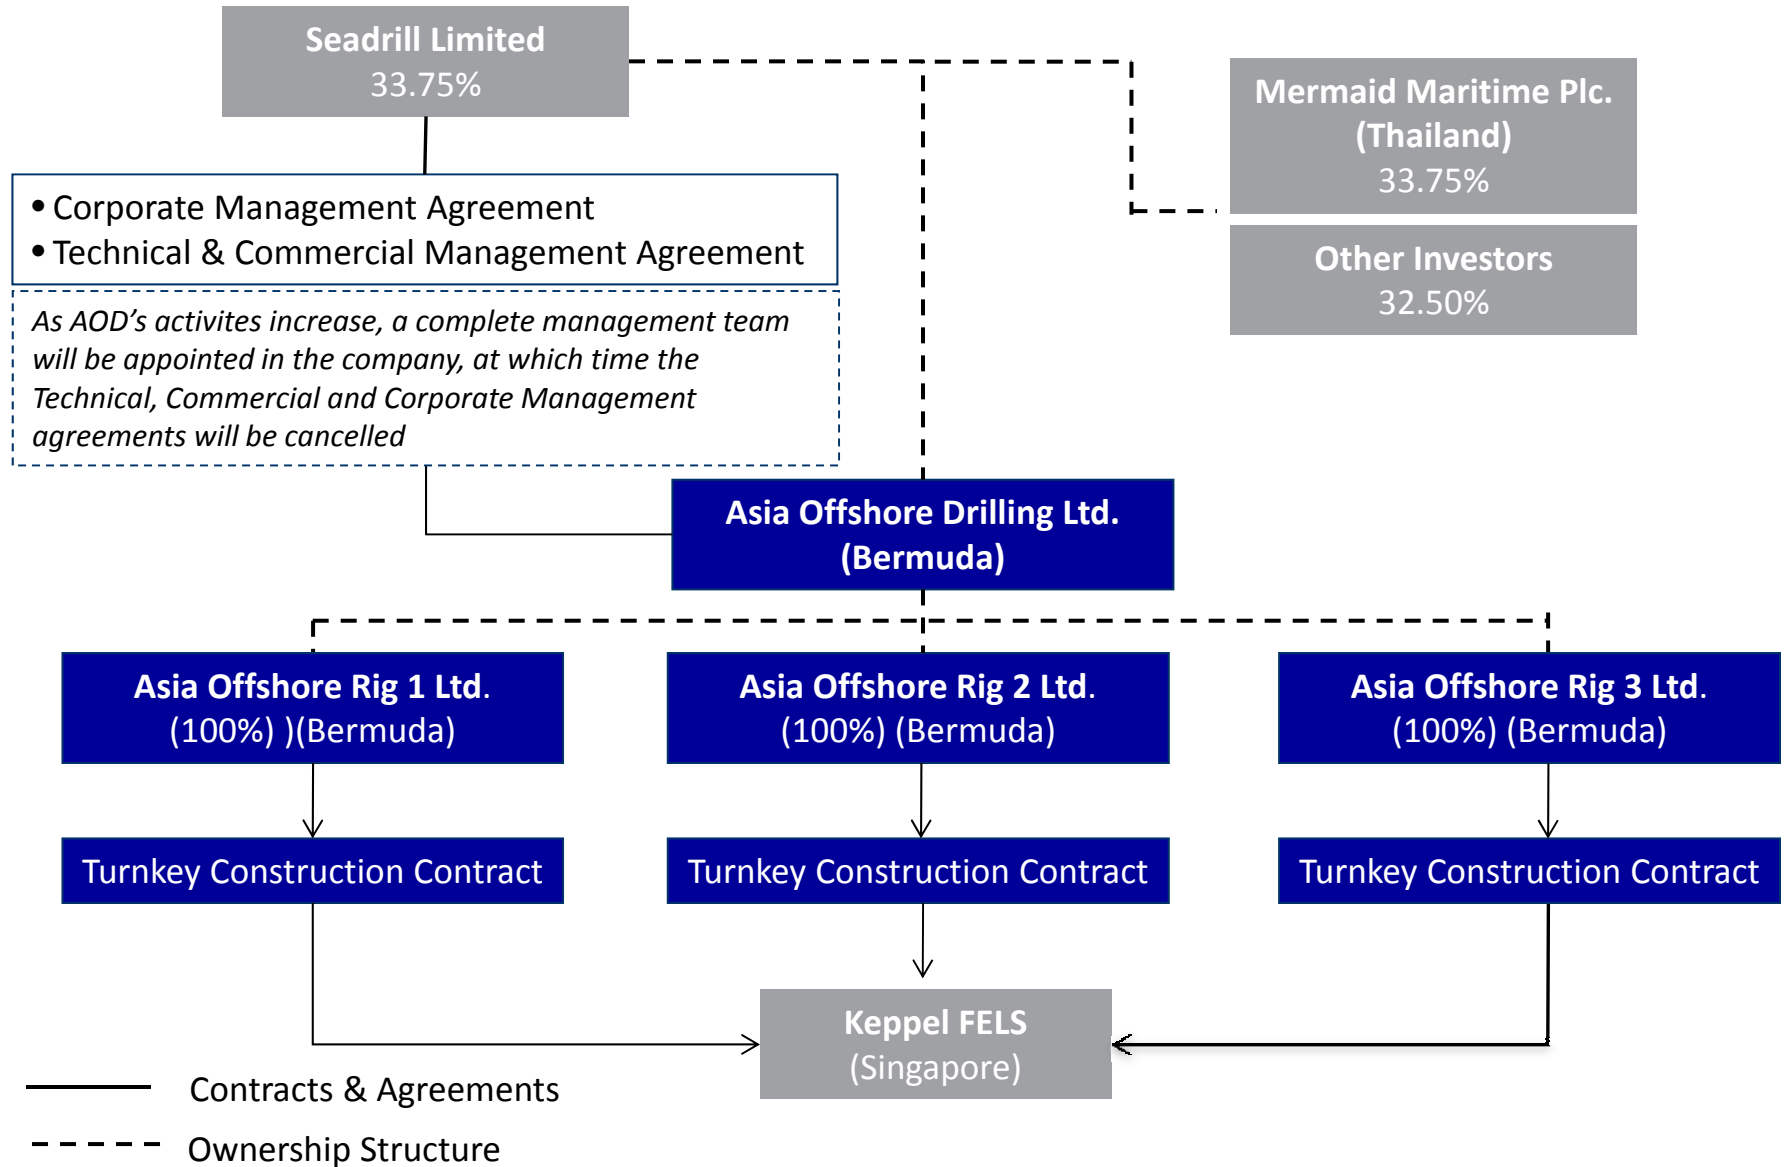 Seadrill Limited
33.75%
Mermaid Maritime Plc.
(Thailand)
33.75%
Other Investors
32.50%
• Corporate Management Agreement
• Technical & Commercial Management Agreement
As AOD’s activites increase, a complete management team
will be appointed in the company, at which time the
Technical, Commercial and Corporate Management
agreements will be cancelled
Asia Offshore Drilling Ltd.
(Bermuda)
Asia Offshore Rig 1 Ltd.
(100%) )(Bermuda)
Asia Offshore Rig 2 Ltd.
(100%) (Bermuda)
Asia Offshore Rig 3 Ltd.
(100%) (Bermuda)
Turnkey Construction Contract
Turnkey Construction Contract
Turnkey Construction Contract
Keppel FELS
(Singapore)
Contracts & Agreements
Ownership Structure